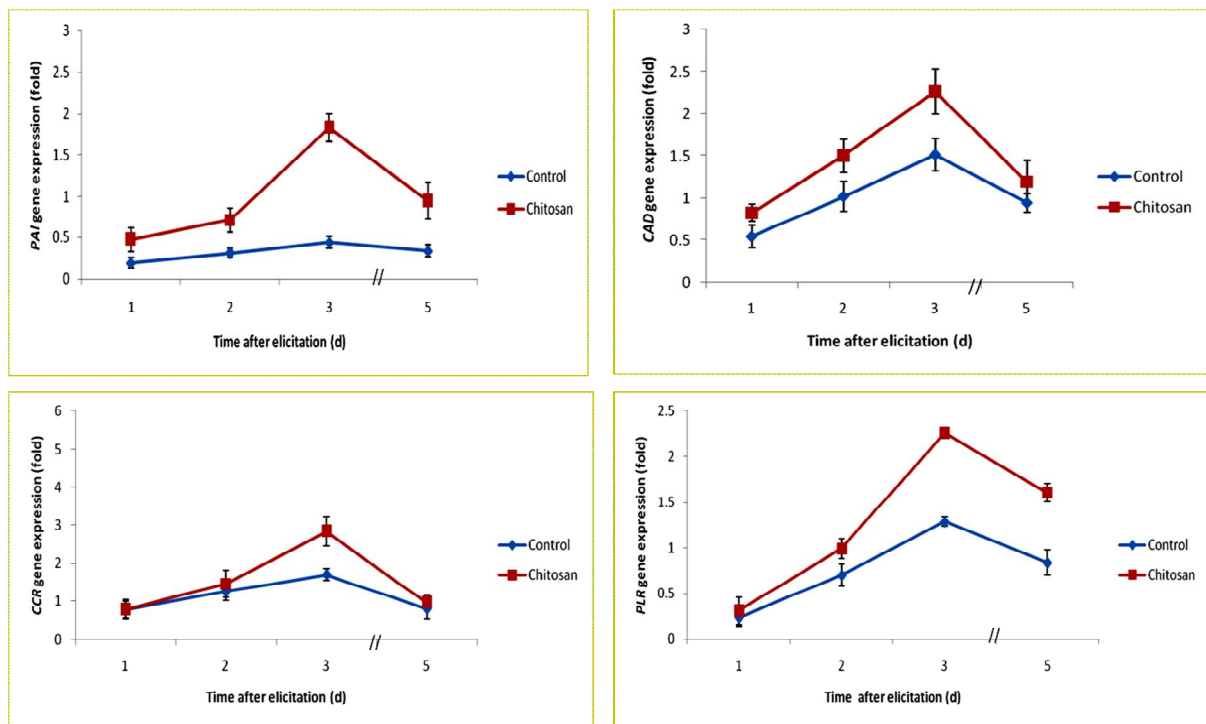 3
2.5
2
1.5
1
0.5
0
PAl gene expression (fold)
1 2 3 // 5
Time after elicitation (d)
Control
Chitosan
3
2.5
2
1.5
1
0.5
0
CAD gene expression (fold)
1 2 3 // 5
Time after elicitation (d)
Control
Chitosan
6
5
4
3
2
1
0
CCR gene expression (fold)
1 2 3 // 5
Time after elicitation (d)
Control
Chitosan
2.5
2
1.5
1
0.5
0
PLR gene expression (fold)
1 2 3 // 5
Time after elicitation (d)
Control
Chitosan